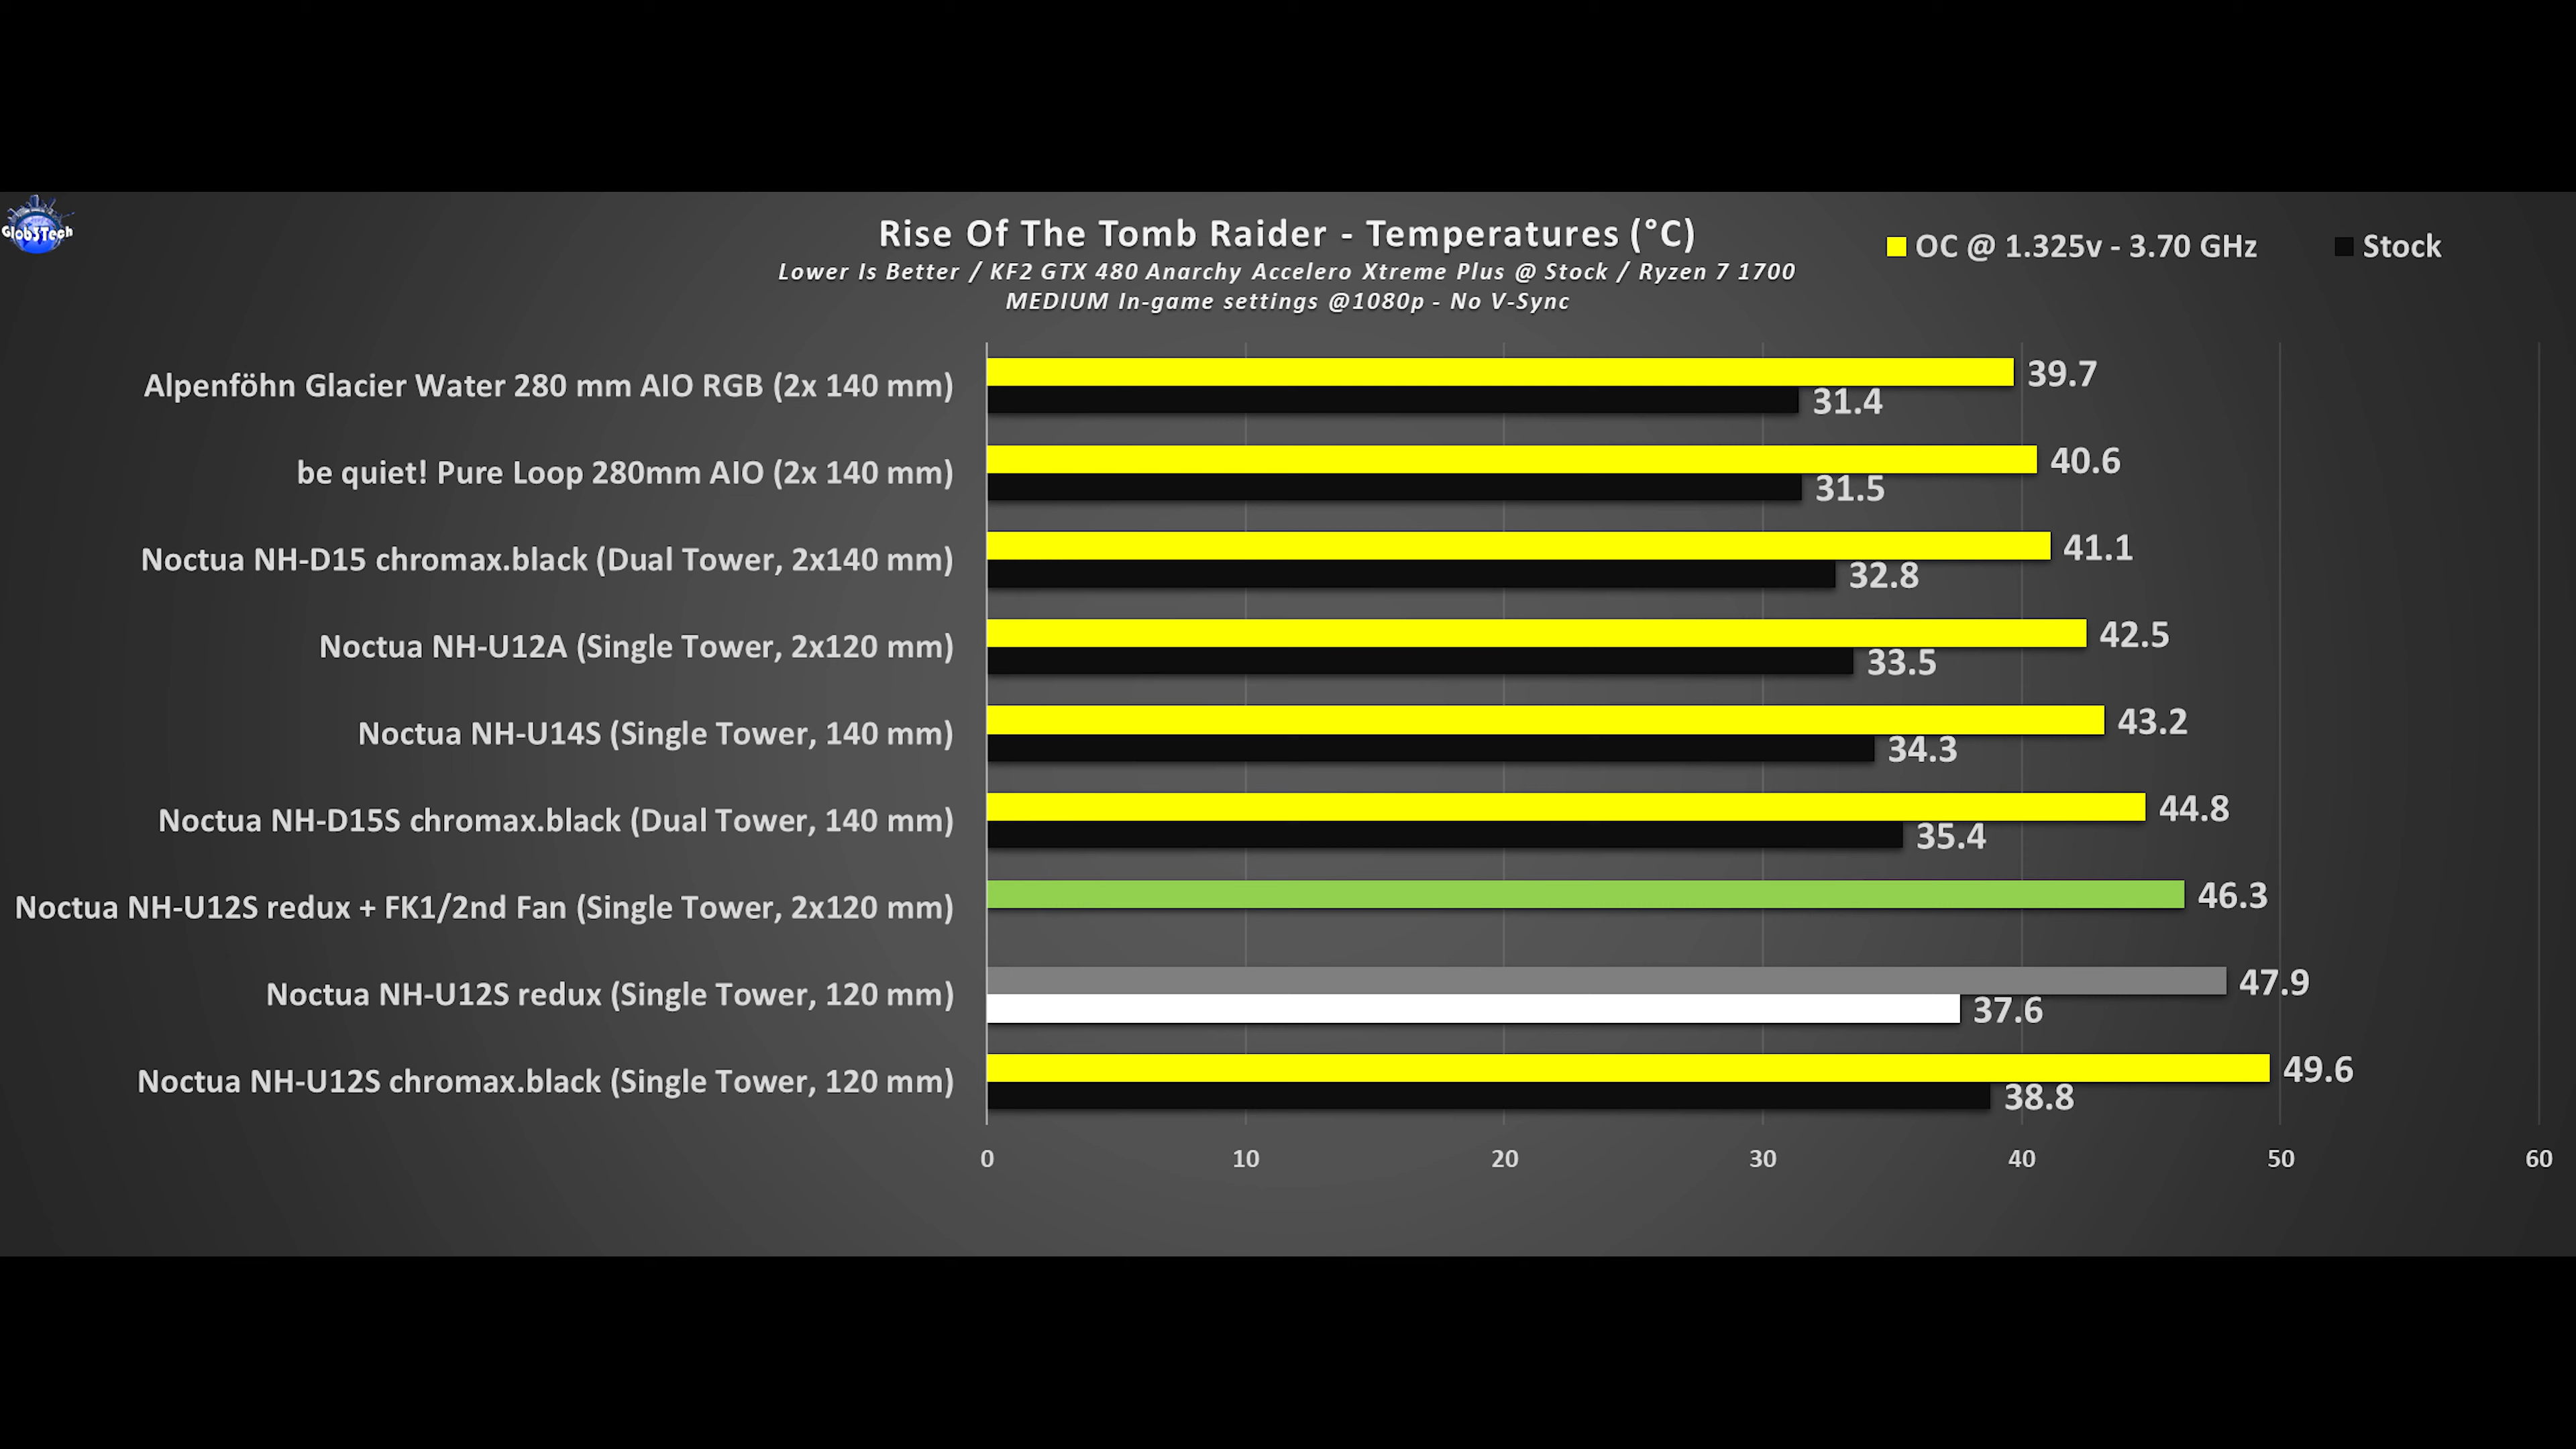 Glob3Tech
Rise Of The Tomb Raider - Temperatures (°C)
Lower Is Better / KF2 GTX 480 Anarchy Accelero Xtreme Plus @ Stock / Ryzen 7 1700
MEDIUM In-game settings @1080p - No V-Sync
OC @ 1.325v - 3.70 GHz
Stock
Alpenföhn Glacier Water 280 mm AIO RGB (2x 140 mm)
39.7
31.4
be quiet! Pure Loop 280mm AIO (2x 140 mm)
40.6
31.5
Noctua NH-D15 chromax.black (Dual Tower, 2x140 mm)
41.1
32.8
Noctua NH-U12A (Single Tower, 2x120 mm)
42.5
33.5
Noctua NH-U14S (Single Tower, 140 mm)
43.2
34.3
Noctua NH-D15S chromax.black (Dual Tower, 140 mm)
44.8
35.4
Noctua NH-U12S redux + FK1/2nd Fan (Single Tower, 2x120 mm)
46.3
Noctua NH-U12S redux (Single Tower, 120 mm)
47.9
37.6
Noctua NH-U12S chromax.black (Single Tower, 120 mm)
49.6
38.8
0 10 20 30 40 50 60